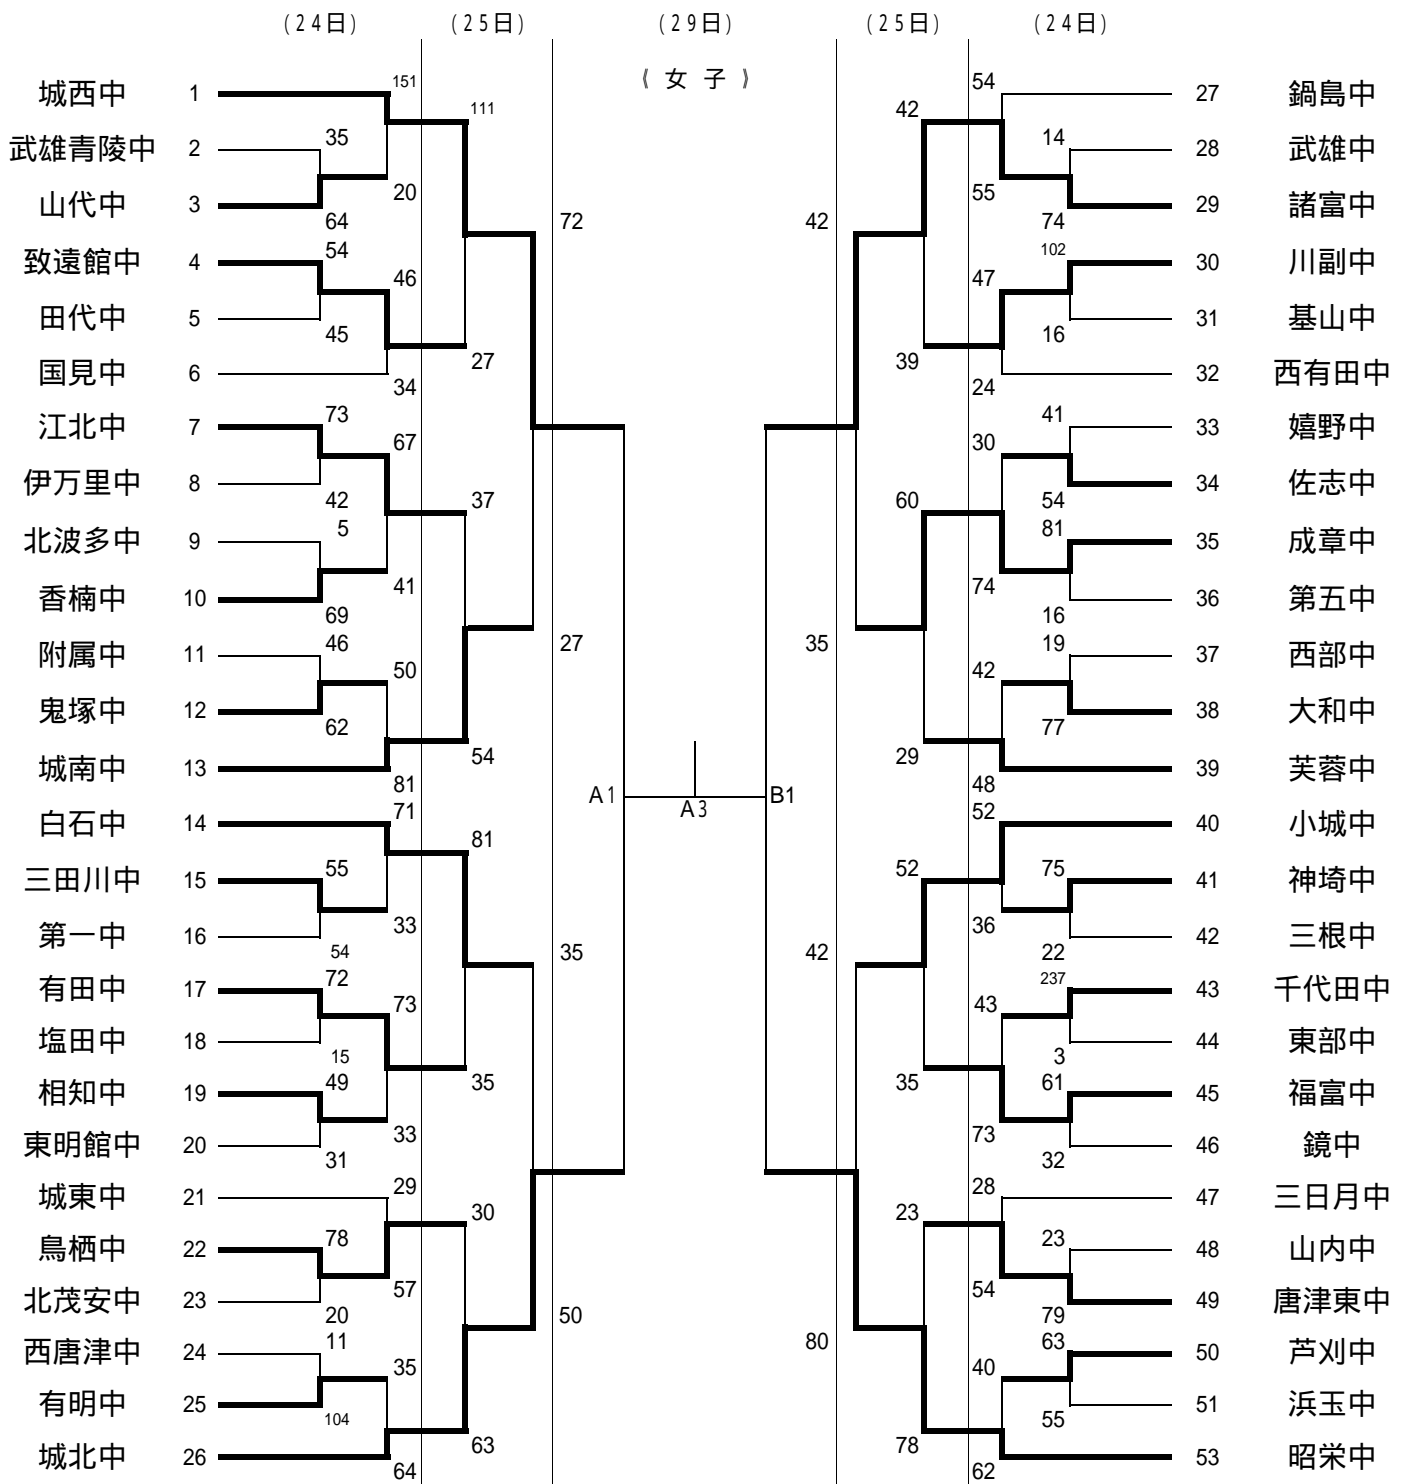 (24日) (25日) (29日) (25日) (24日)
《 女 子 》
城西中 1 151 111 54 42 27 鍋島中
武雄青陵中 2 35 14 28 武雄中
山代中 3 64 20 72 42 55 74 29 諸富中
致遠館中 4 54 46 47 102 30 川副中
田代中 5 45 16 31 基山中
国見中 6 34 27 39 24 32 西有田中
江北中 7 73 67 30 41 33 嬉野中
伊万里中 8 42 37 60 54 34 佐志中
北波多中 9 5 81 35 成章中
香楠中 10 69 41 74 16 36 第五中
附属中 11 46 50 27 35 42 19 37 西部中
鬼塚中 12 62 77 38 大和中
城南中 13 81 54 29 48 39 芙蓉中
A1 A3 B1
白石中 14 71 81 52 40 小城中
三田川中 15 55 52 75 41 神埼中
第一中 16 54 33 35 42 36 22 42 三根中
有田中 17 72 73 43 237 43 千代田中
塩田中 18 15 3 44 東部中
相知中 19 49 35 35 61 45 福富中
東明館中 20 31 33 73 32 46 鏡中
城東中 21 29 30 23 28 47 三日月中
鳥栖中 22 78 23 48 山内中
北茂安中 23 20 57 50 80 54 79 49 唐津東中
西唐津中 24 11 35 40 63 50 芦刈中
有明中 25 104 55 51 浜玉中
城北中 26 64 63 78 62 53 昭栄中